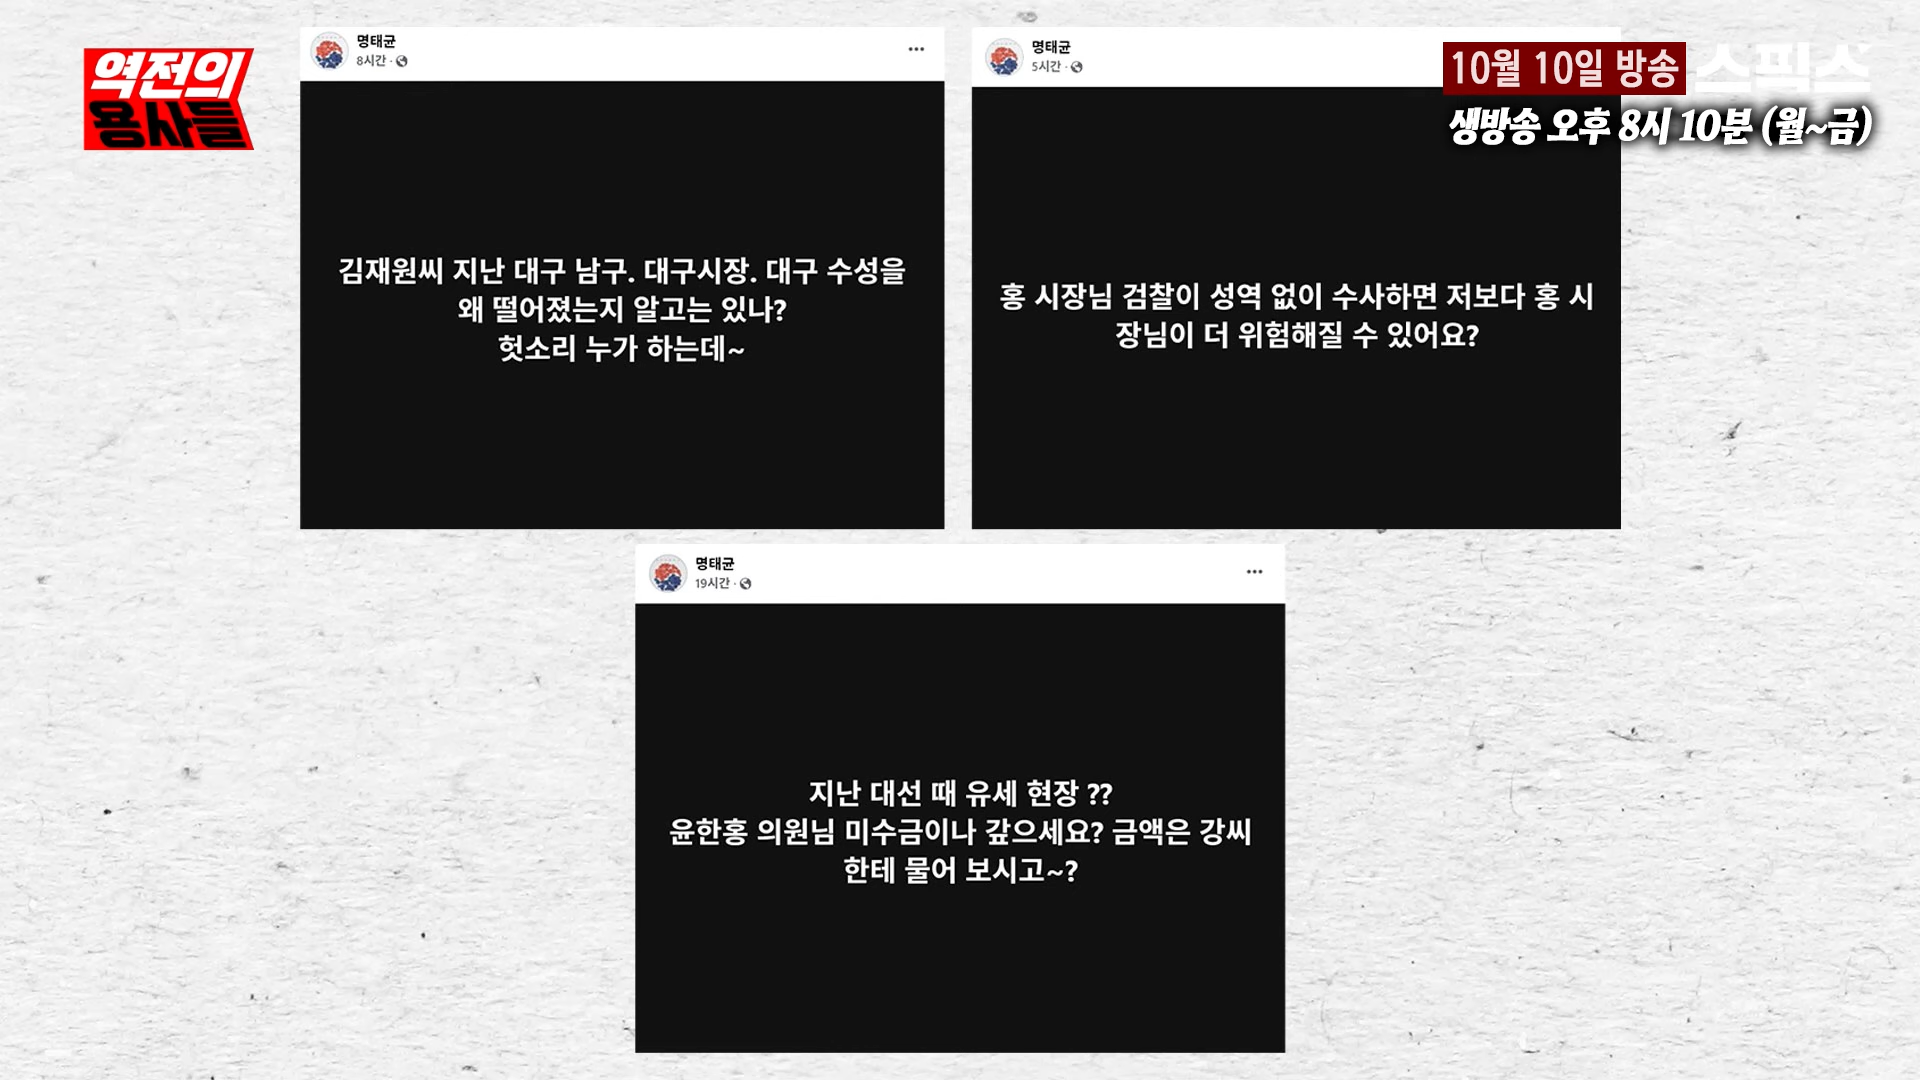 역전의
용사들
10월 10일 방송
스픽스
생방송 오후 8시 10분 (월~금)
명태균
8시간
김재원씨 지난 대구 남구. 대구시장. 대구 수성을
왜 떨어졌는지 알고는 있나?
헛소리 누가 하는데~
명태균
5시간
홍 시장님 검찰이 성역 없이 수사하면 저보다 홍 시
장님이 더 위험해질 수 있어요?
명태균
19시간
지난 대선 때 유세 현장 ??
윤한홍 의원님 미수금이나 갚으세요? 금액은 강씨
한테 물어 보시고~?